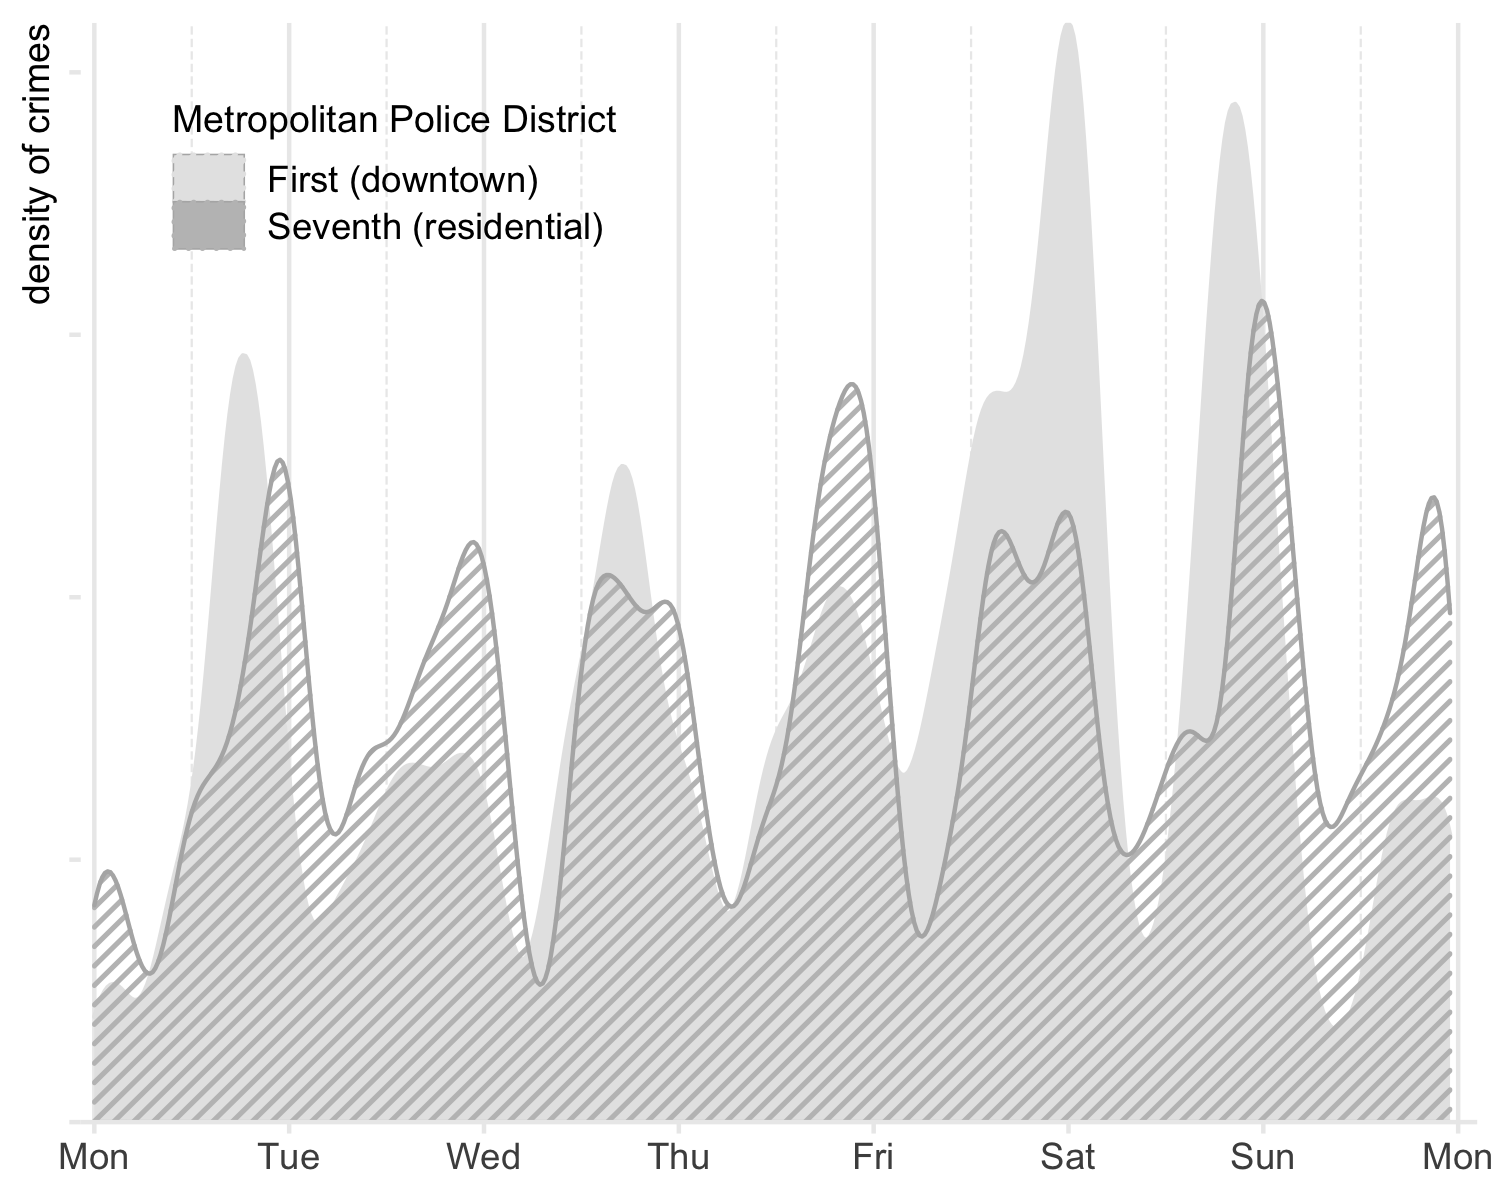 density of crimes
Metropolitan Police District
First (downtown)
Seventh (residential)
Mon Tue Wed Thu Fri Sat Sun Mon